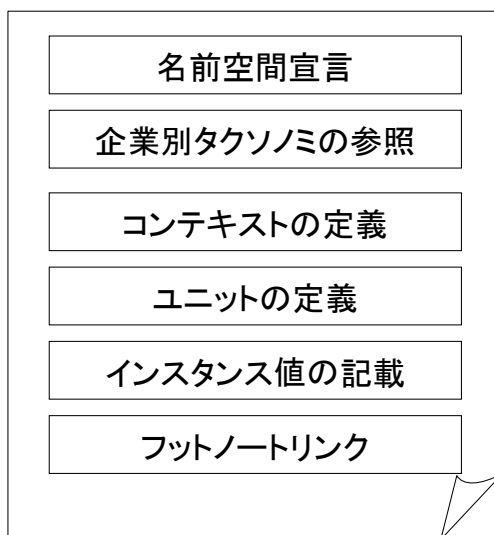 名前空間宣言
企業別タクソノミの参照
コンテキストの定義
ユニットの定義
インスタンス値の記載
フットノートリンク